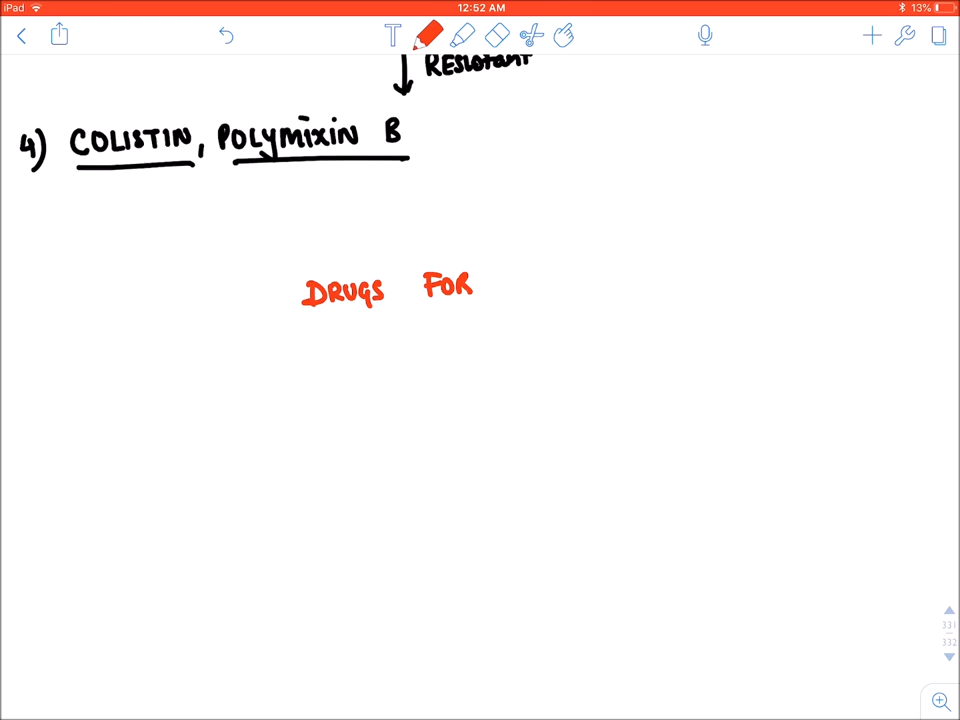 iPad 12:52 AM 13%
T
RESISTANT
4) COLISTIN, POLYMIXIN B
DRUGS FOR
331
332